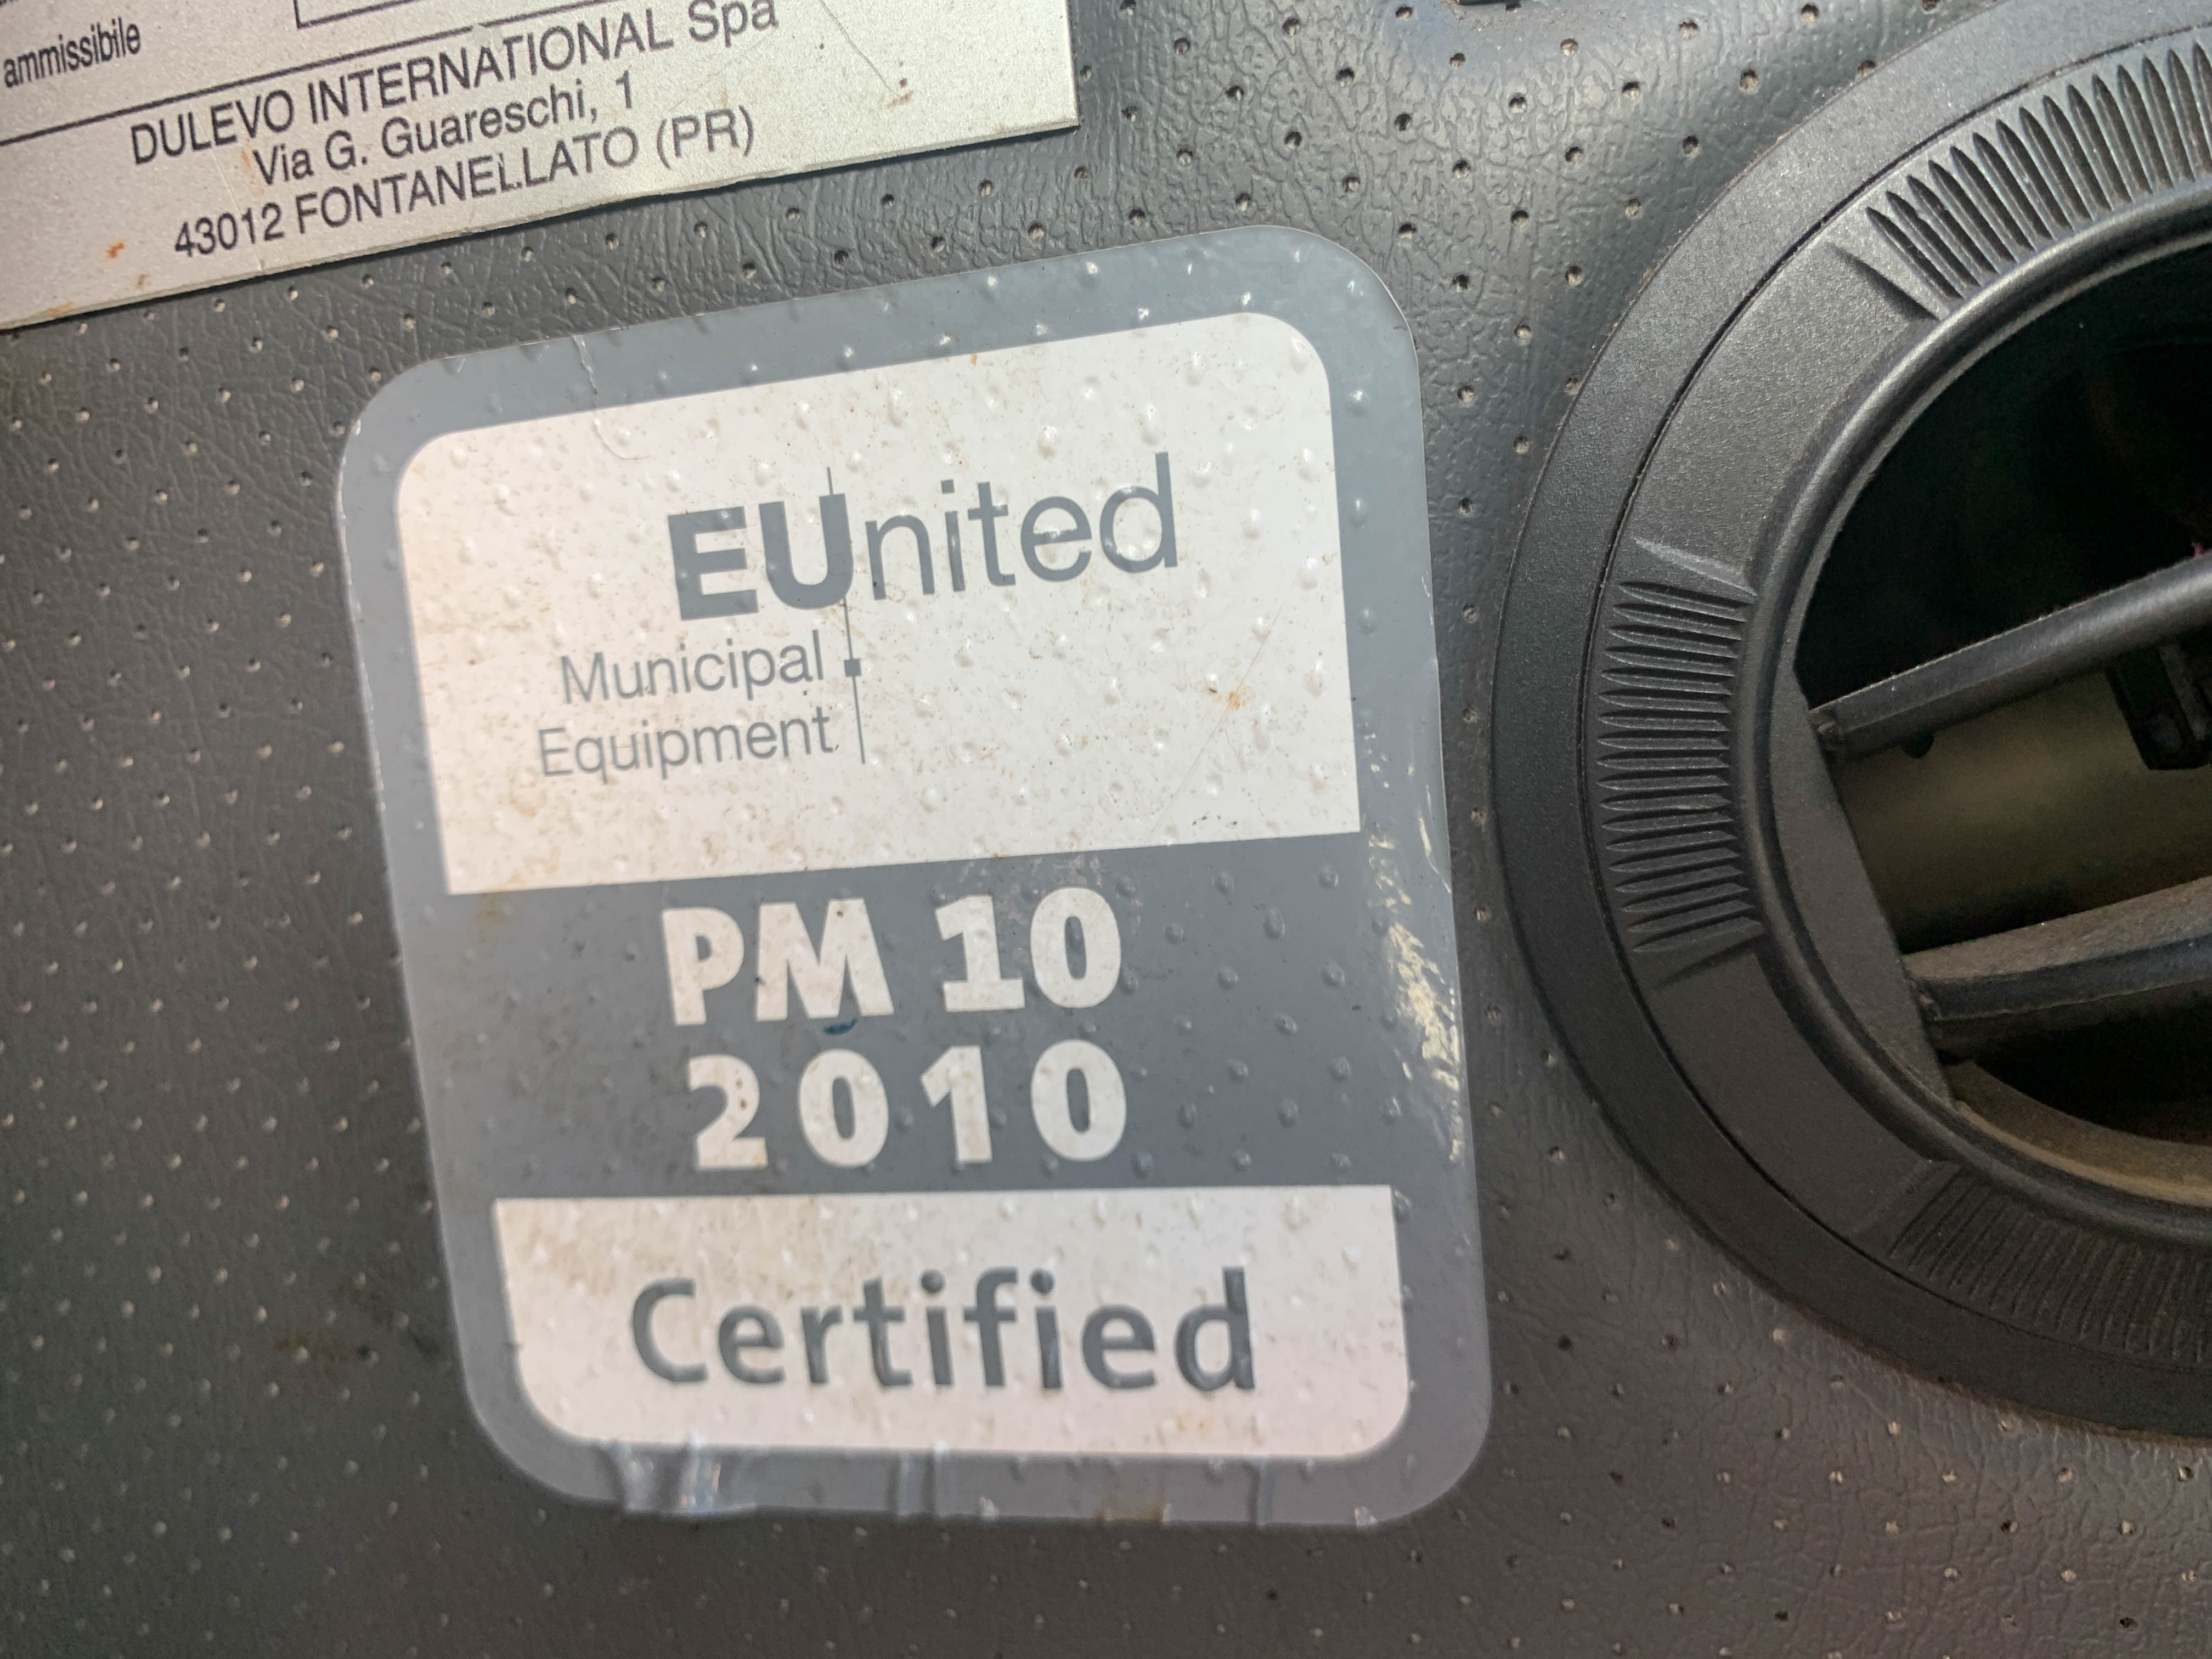 ammissibile
DULEVO INTERNATIONAL Spa
Via G. Guareschi, 1
43012 FONTANELLATO (PR)
EUnited
Municipal
Equipment
PM 10
2010
Certified